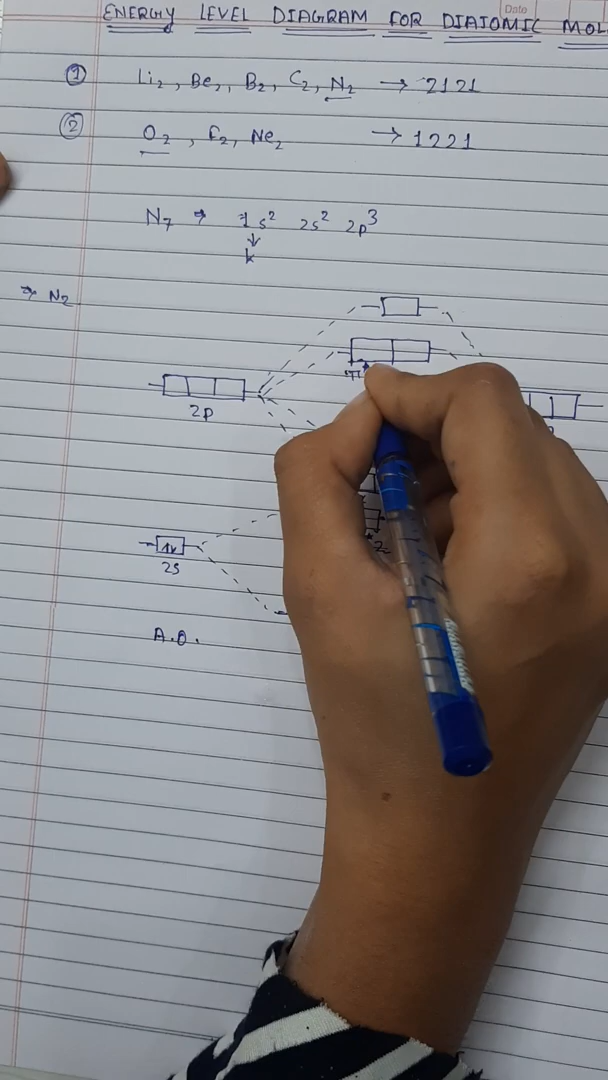 Date
ENERGY LEVEL DIAGRAM FOR DIATOMIC MOL
① Li₂, Be₂, B₂, C₂, N₂ → 2121
② O₂, F₂, Ne₂ → 1221
N₇ → 1s² 2s² 2p³
↓
k
⇒ N₂
2p
2s
A.O.